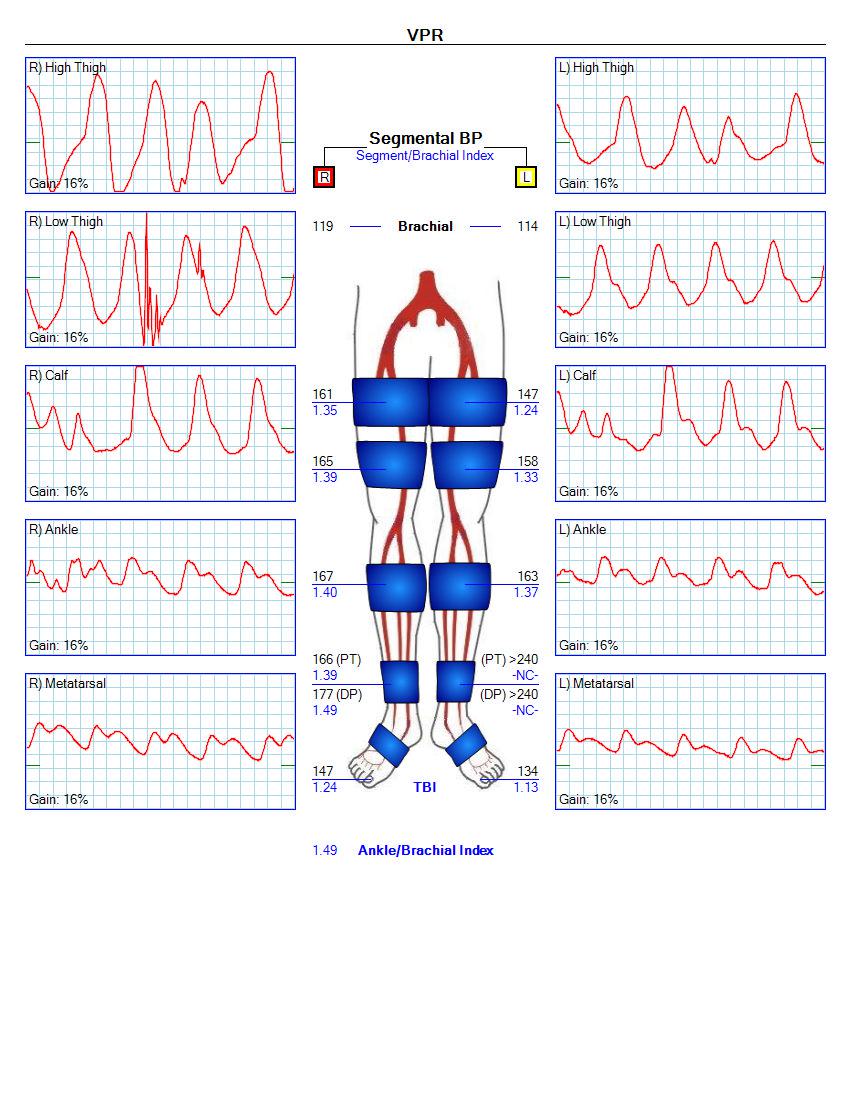 VPR
R) High Thigh
Gain: 16%
R) Low Thigh
Gain: 16%
R) Calf
Gain: 16%
R) Ankle
Gain: 16%
R) Metatarsal
Gain: 16%
Segmental BP
Segment/Brachial Index
R L
119 Brachial 114
161 147
1.35 1.24
165 158
1.39 1.33
167 163
1.40 1.37
166 (PT) (PT) >240
1.39 -NC-
177 (DP) (DP) >240
1.49 -NC-
147 134
1.24 TBI 1.13
1.49 Ankle/Brachial Index
L) High Thigh
Gain: 16%
L) Low Thigh
Gain: 16%
L) Calf
Gain: 16%
L) Ankle
Gain: 16%
L) Metatarsal
Gain: 16%